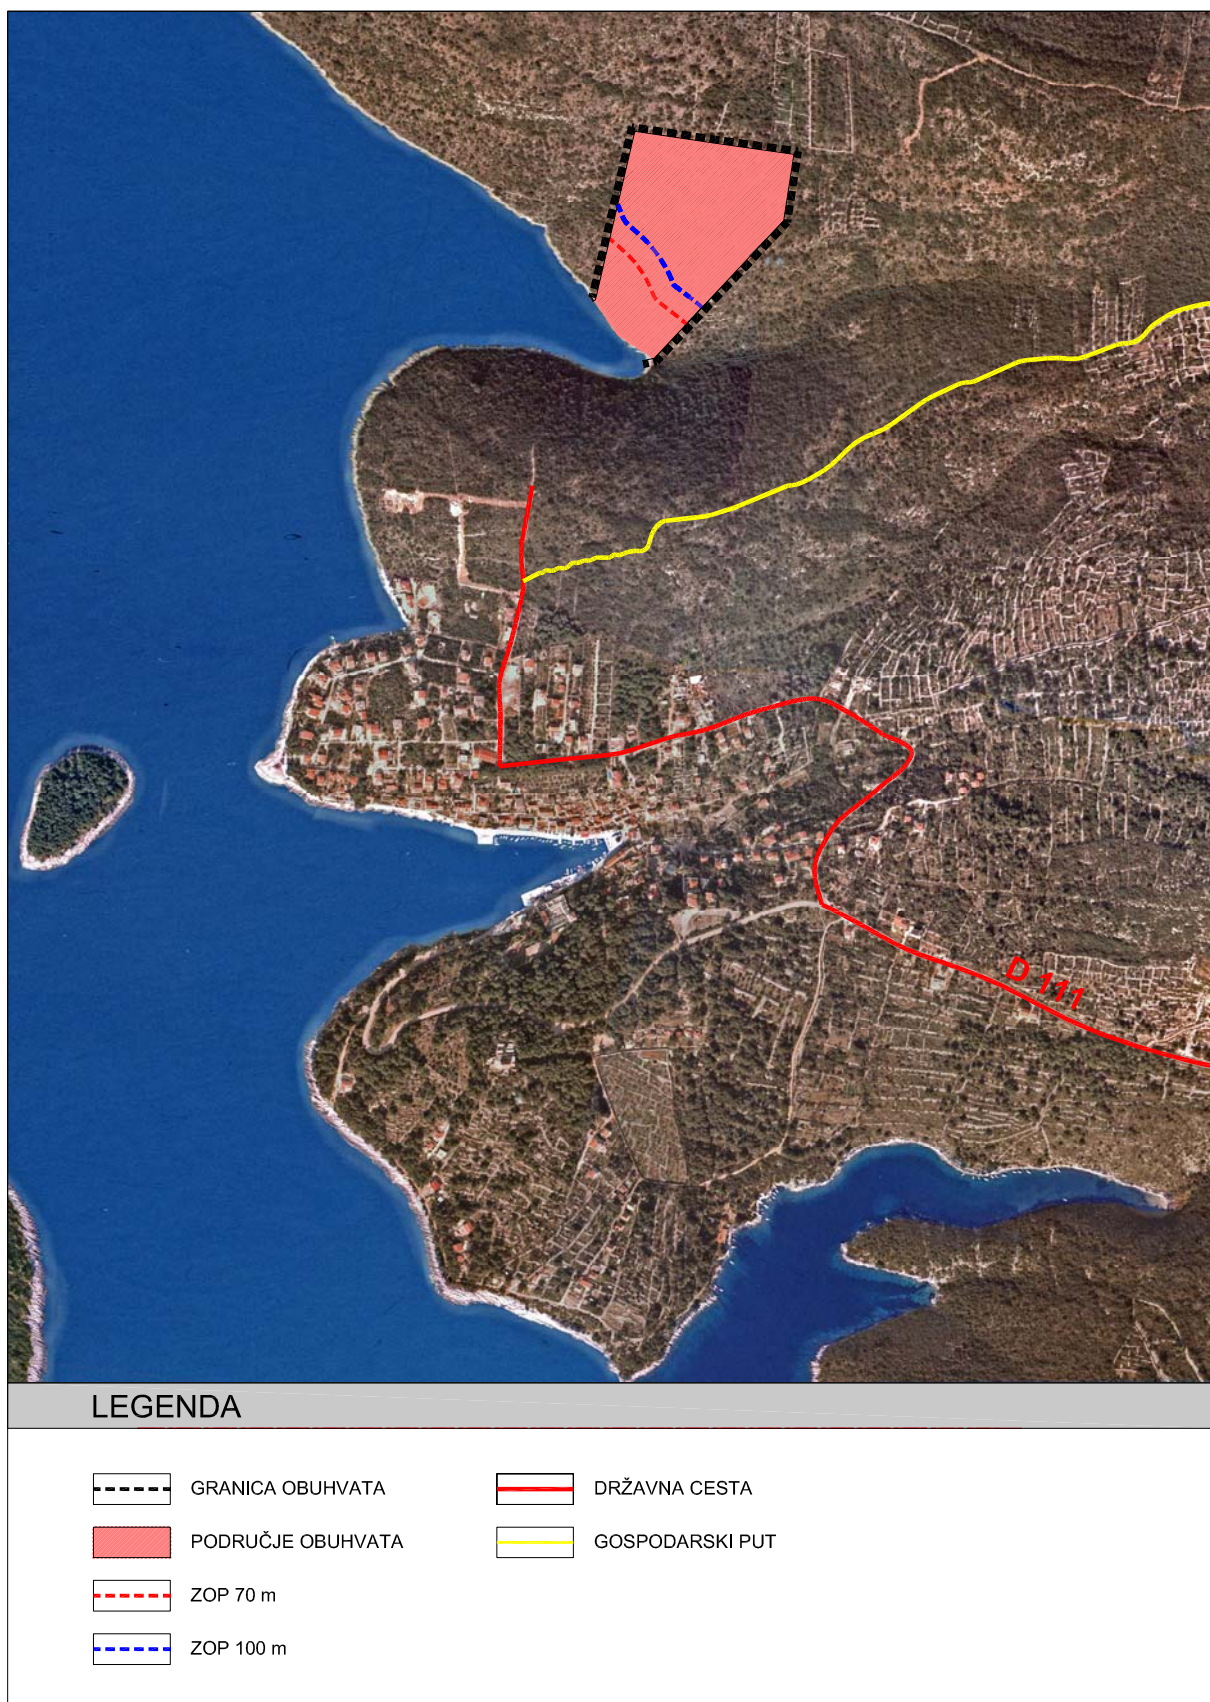 D 111
LEGENDA
GRANICA OBUHVATA
DRŽAVNA CESTA
PODRUČJE OBUHVATA
GOSPODARSKI PUT
ZOP 70 m
ZOP 100 m